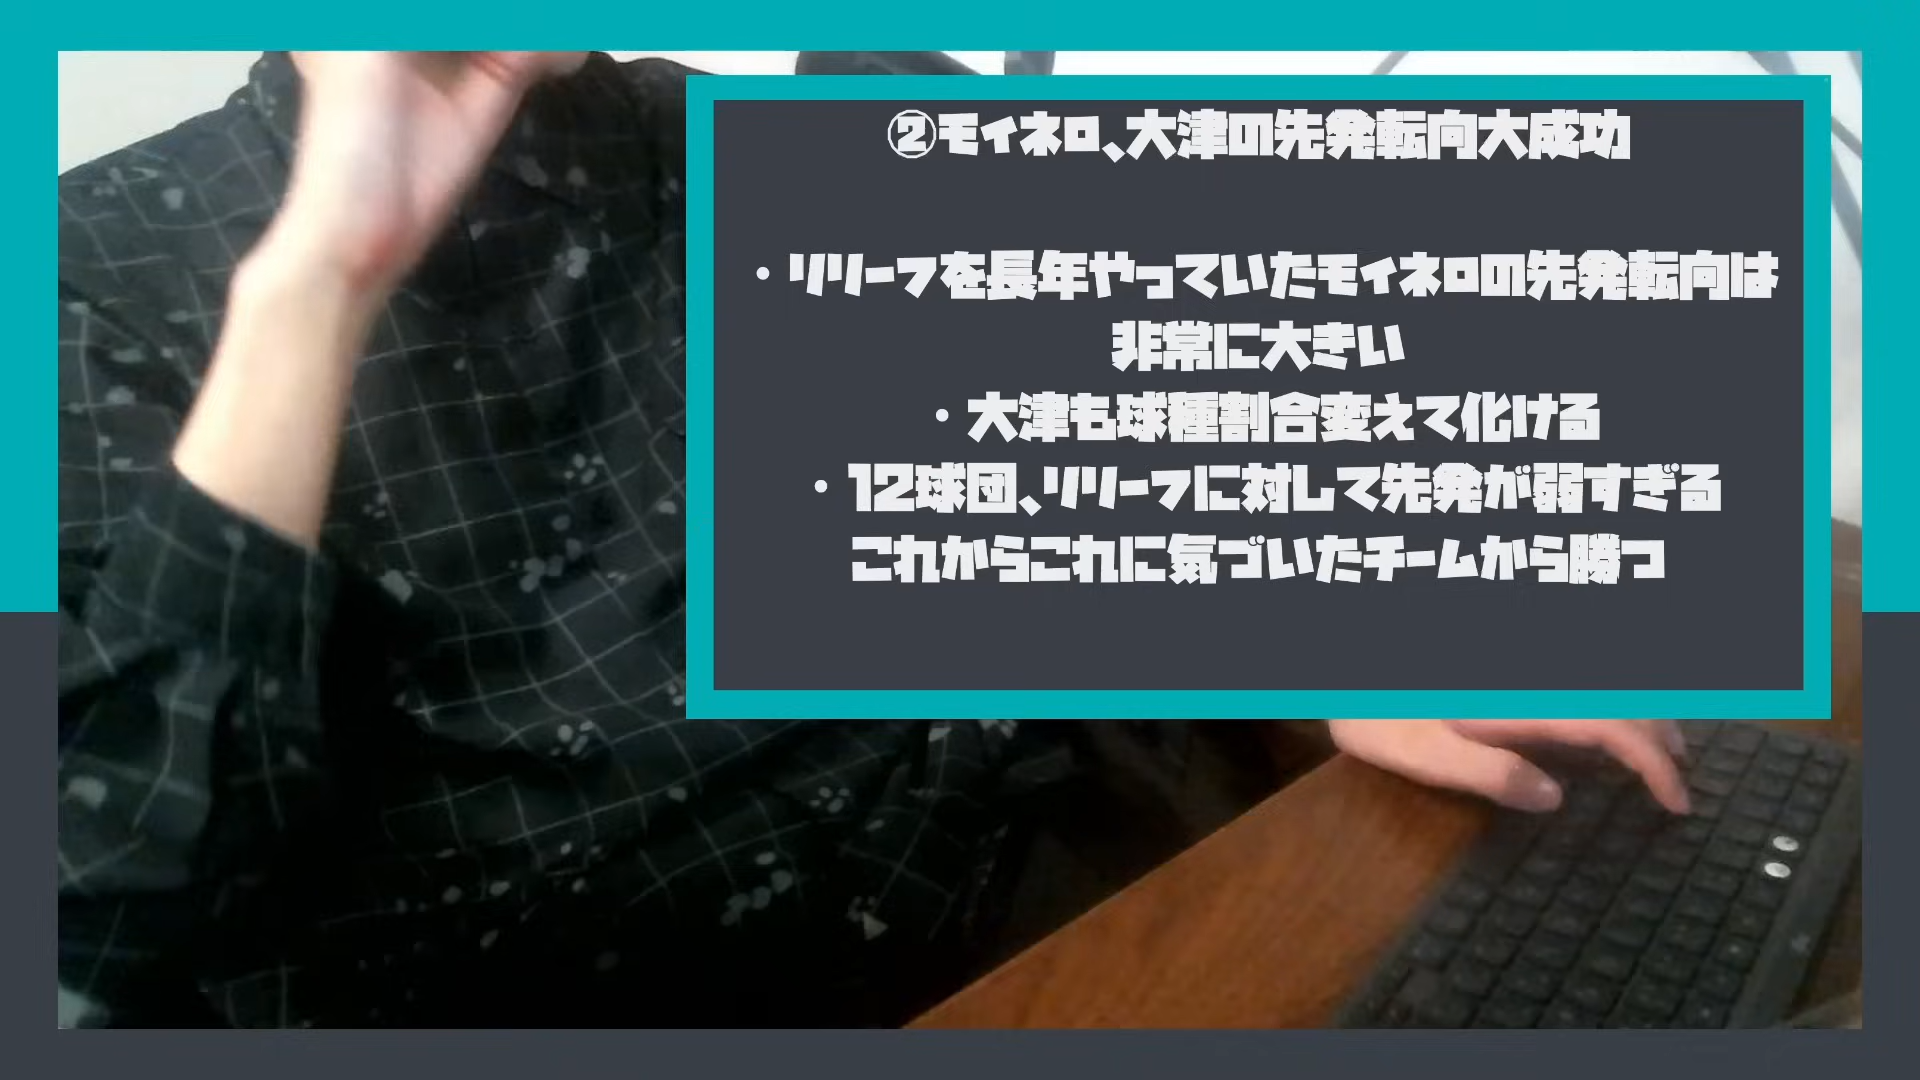 ②モイネロ、大津の先発転向大成功
・リリーフを長年やっていたモイネロの先発転向は
非常に大きい
・大津も球種割合変えて化ける
・12球団、リリーフに対して先発が弱すぎる
これからこれに気づいたチームから勝つ